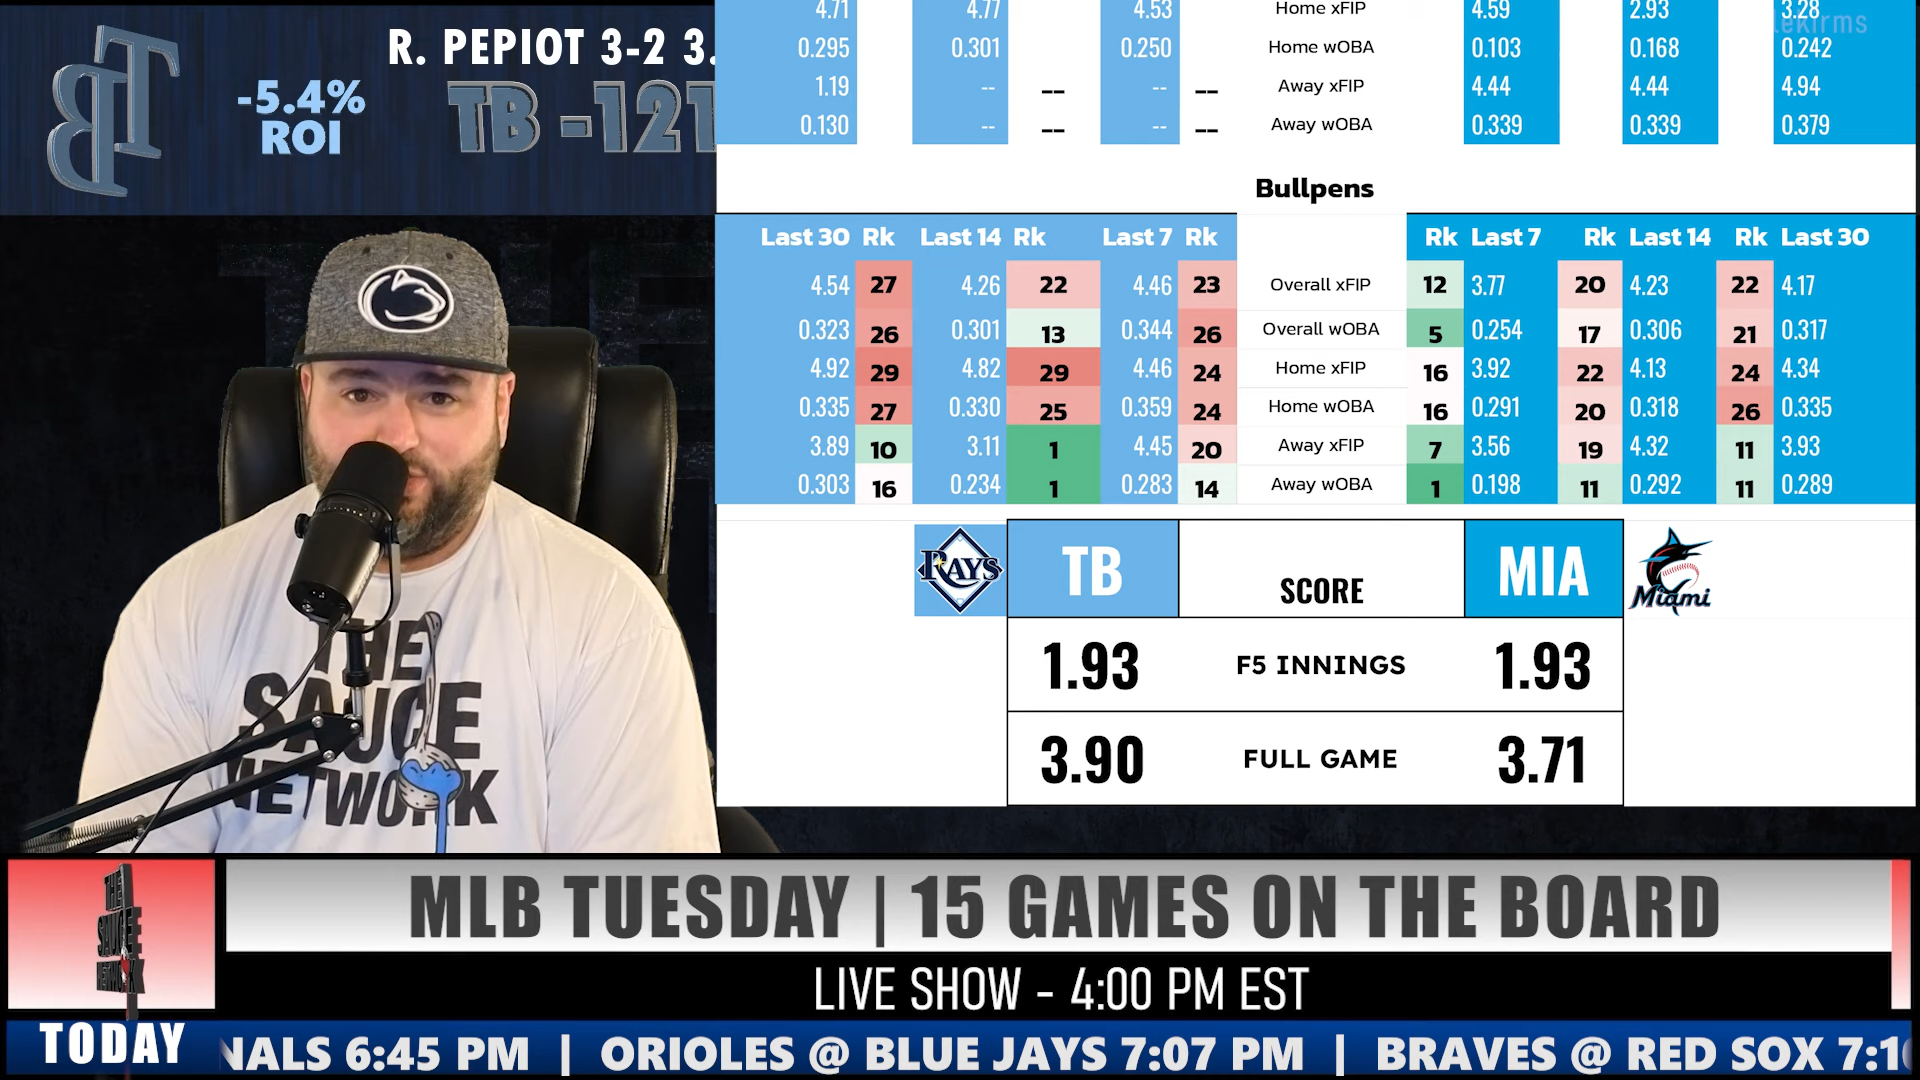 R. PEPIOT 3-2 3.
-5.4%
ROI
TB -121
4.71 4.77 4.53 Home xFIP 4.59 2.93 3.28
0.295 0.301 0.250 Home wOBA 0.103 0.168 0.242
1.19 -- -- -- -- Away xFIP 4.44 4.44 4.94
0.130 -- -- -- -- Away wOBA 0.339 0.339 0.379
Bullpens
Last 30 Rk Last 14 Rk Last 7 Rk Rk Last 7 Rk Last 14 Rk Last 30
4.54 27 4.26 22 4.46 23 Overall xFIP 12 3.77 20 4.23 22 4.17
0.323 26 0.301 13 0.344 26 Overall wOBA 5 0.254 17 0.306 21 0.317
4.92 29 4.82 29 4.46 24 Home xFIP 16 3.92 22 4.13 24 4.34
0.335 27 0.330 25 0.359 24 Home wOBA 16 0.291 20 0.318 26 0.335
3.89 10 3.11 1 4.45 20 Away xFIP 7 3.56 19 4.32 11 3.93
0.303 16 0.234 1 0.283 14 Away wOBA 1 0.198 11 0.292 11 0.289
RAYS TB SCORE MIA Miami
1.93 F5 INNINGS 1.93
3.90 FULL GAME 3.71
THE
SAUCE
NETWORK
THE
SAUCE
NETWORK
MLB TUESDAY | 15 GAMES ON THE BOARD
LIVE SHOW - 4:00 PM EST
TODAY
NALS 6:45 PM | ORIOLES @ BLUE JAYS 7:07 PM | BRAVES @ RED SOX 7:10